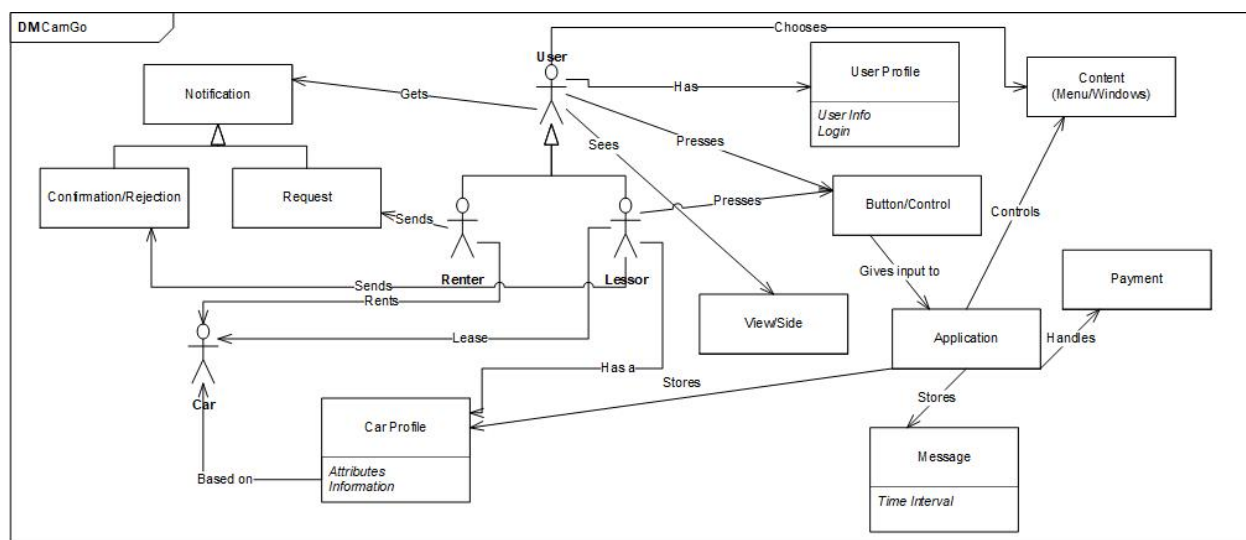 DM CamGo
Chooses
User
User Profile
User Info
Login
Content
(Menu/Windows)
Notification
Gets
Has
Sees
Presses
Confirmation/Rejection
Request
Sends
Presses
Button/Control
Controls
Renter
Lessor
Gives input to
Payment
Sends
Rents
View/Side
Application
Handles
Lease
Has a
Stores
Car
Car Profile
Attributes
Information
Based on
Stores
Message
Time Interval